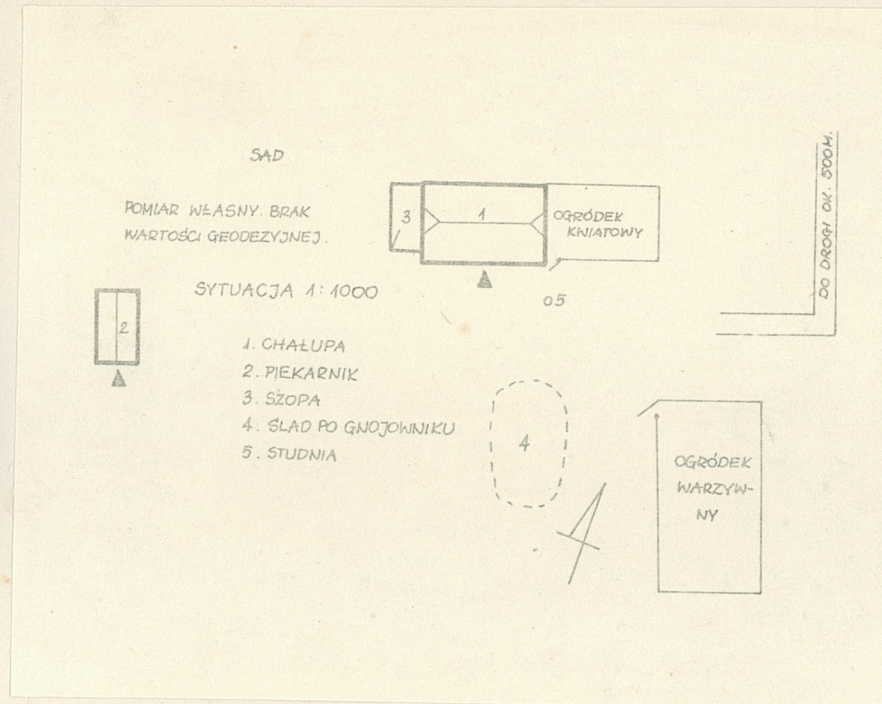 SAD
POMIAR WŁASNY. BRAK
WARTOŚCI GEODEZYJNEJ.
3
1
OGRÓDEK
KWIATOWY
DO DROGI OK. 500M.
SYTUACJA 1:1000
o5
2
1. CHAŁUPA
2. PIEKARNIK
3. SZOPA
4. ŚLAD PO GNOJOWNIKU
5. STUDNIA
4
OGRÓDEK
WARZYW-
NY